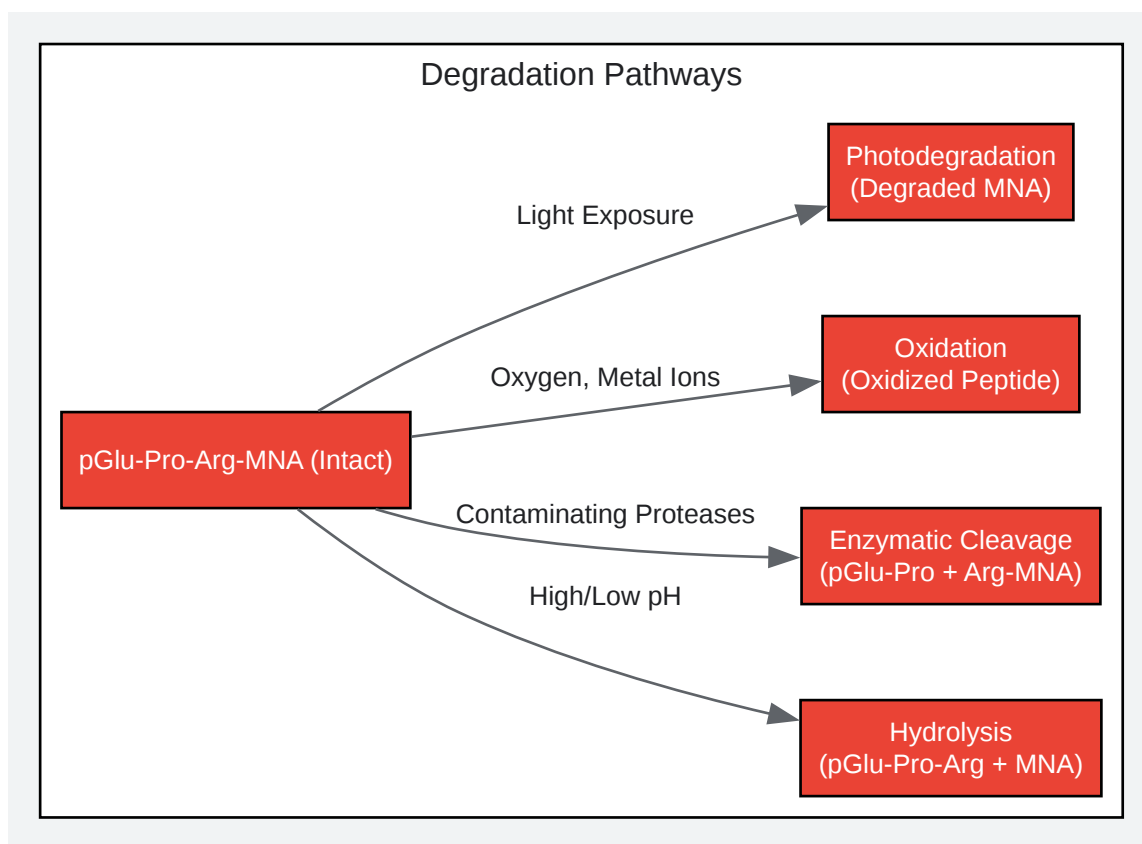 Degradation Pathways
Photodegradation
(Degraded MNA)
Light Exposure
Oxidation
(Oxidized Peptide)
Oxygen, Metal Ions
pGlu-Pro-Arg-MNA (Intact)
Contaminating Proteases
Enzymatic Cleavage
(pGlu-Pro + Arg-MNA)
High/Low pH
Hydrolysis
(pGlu-Pro-Arg + MNA)